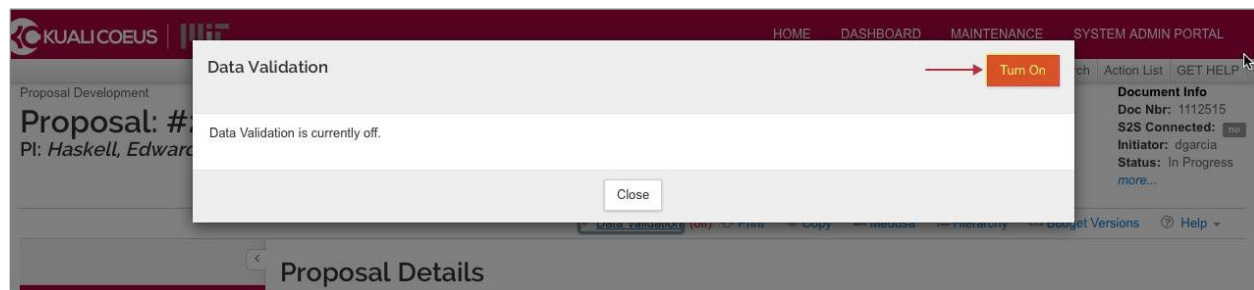 KUALI COEUS
HOME DASHBOARD MAINTENANCE SYSTEM ADMIN PORTAL
Data Validation
Turn On
Action List GET HELP
Proposal Development
Proposal: #
PI: Haskell, Edward
Document Info
Doc Nbr: 1112515
S2S Connected: no
Initiator: dgarcia
Status: In Progress
more...
Data Validation is currently off.
Close
Data Validation (off) Print Copy Medusa Hierarchy Budget Versions Help
Proposal Details